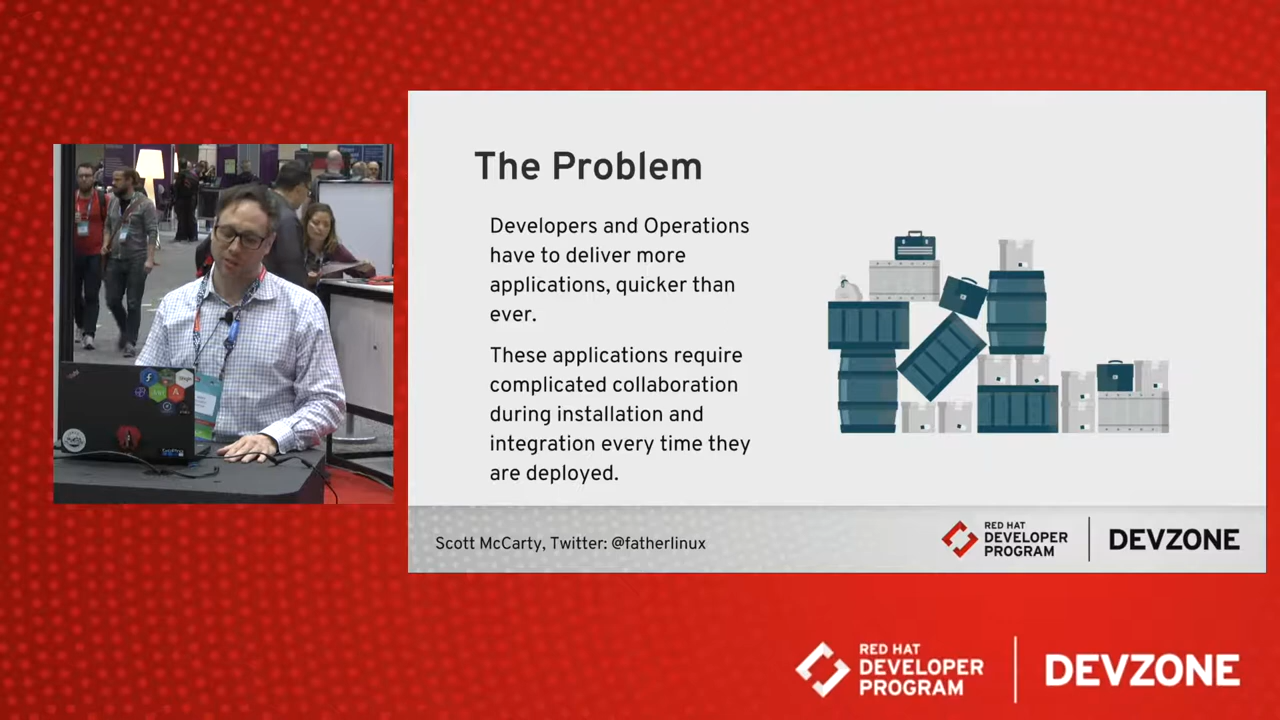 The Problem
Developers and Operations
have to deliver more
applications, quicker than
ever.
These applications require
complicated collaboration
during installation and
integration every time they
are deployed.
Scott McCarty, Twitter: @fatherlinux
RED HAT
DEVELOPER
PROGRAM
DEVZONE
RED HAT
DEVELOPER
PROGRAM
DEVZONE